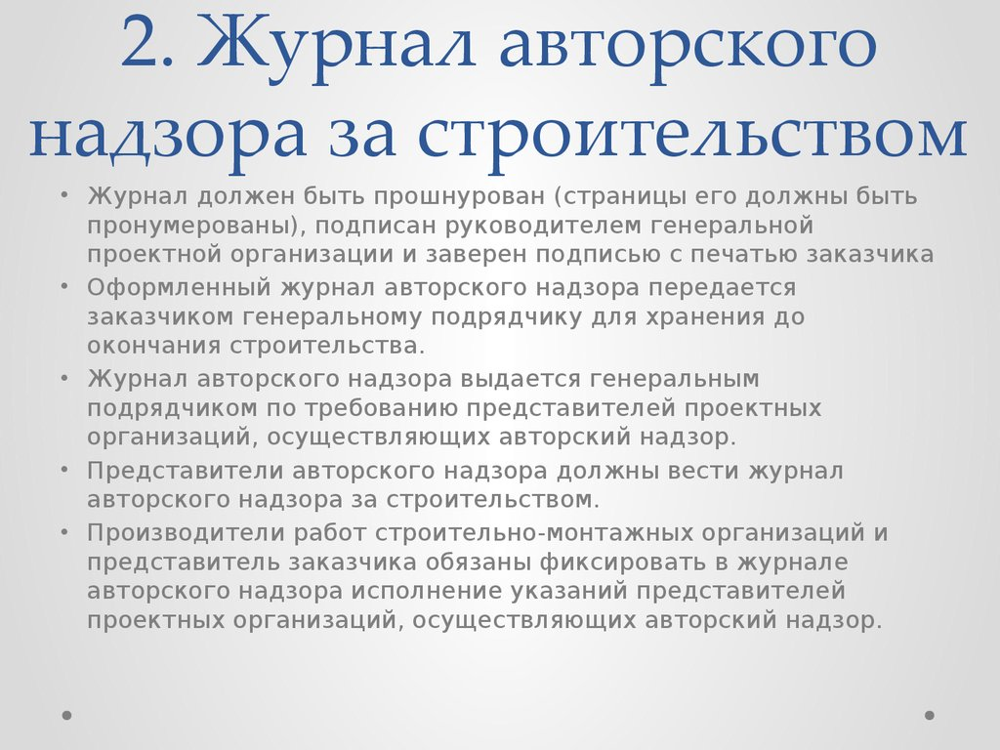 2. Журнал авторского
надзора за строительством
• Журнал должен быть прошнурован (страницы его должны быть
пронумерованы), подписан руководителем генеральной
проектной организации и заверен подписью с печатью заказчика
• Оформленный журнал авторского надзора передается
заказчиком генеральному подрядчику для хранения до
окончания строительства.
• Журнал авторского надзора выдается генеральным
подрядчиком по требованию представителей проектных
организаций, осуществляющих авторский надзор.
• Представители авторского надзора должны вести журнал
авторского надзора за строительством.
• Производители работ строительно-монтажных организаций и
представитель заказчика обязаны фиксировать в журнале
авторского надзора исполнение указаний представителей
проектных организаций, осуществляющих авторский надзор.